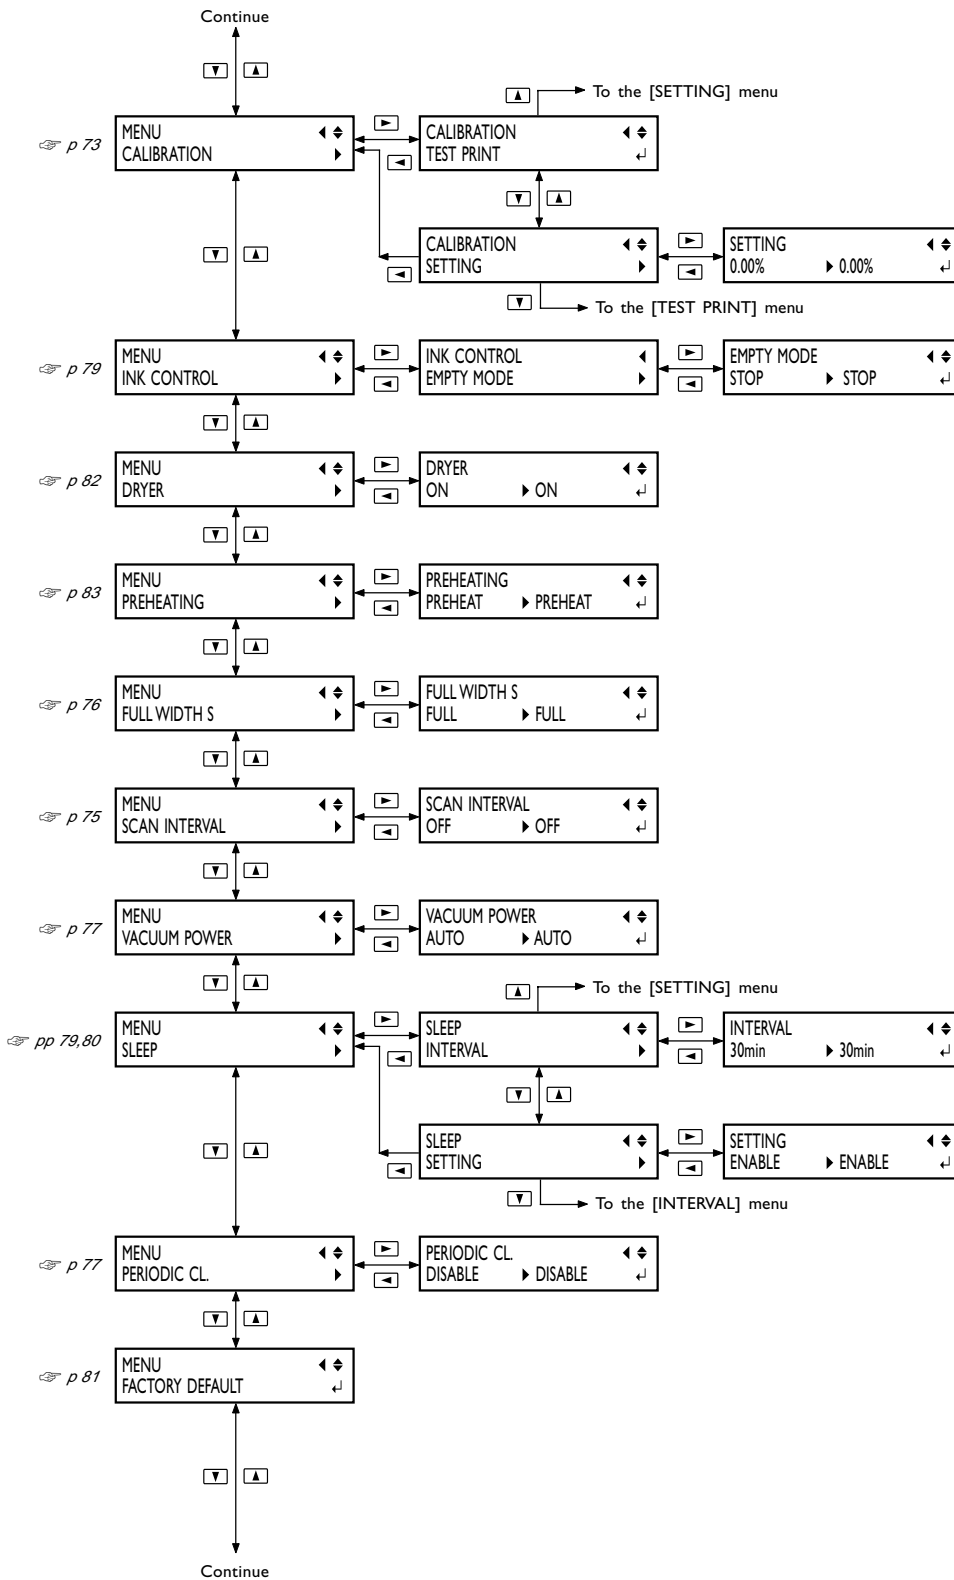 Continue
To the [SETTING] menu
☞ p 73
MENU
CALIBRATION
CALIBRATION
TEST PRINT
CALIBRATION
SETTING
SETTING
0.00% 0.00%
To the [TEST PRINT] menu
☞ p 79
MENU
INK CONTROL
INK CONTROL
EMPTY MODE
EMPTY MODE
STOP STOP
☞ p 82
MENU
DRYER
DRYER
ON ON
☞ p 83
MENU
PREHEATING
PREHEATING
PREHEAT PREHEAT
☞ p 76
MENU
FULL WIDTH S
FULL WIDTH S
FULL FULL
☞ p 75
MENU
SCAN INTERVAL
SCAN INTERVAL
OFF OFF
☞ p 77
MENU
VACUUM POWER
VACUUM POWER
AUTO AUTO
To the [SETTING] menu
☞ pp 79,80
MENU
SLEEP
SLEEP
INTERVAL
INTERVAL
30min 30min
SLEEP
SETTING
SETTING
ENABLE ENABLE
To the [INTERVAL] menu
☞ p 77
MENU
PERIODIC CL.
PERIODIC CL.
DISABLE DISABLE
☞ p 81
MENU
FACTORY DEFAULT
Continue